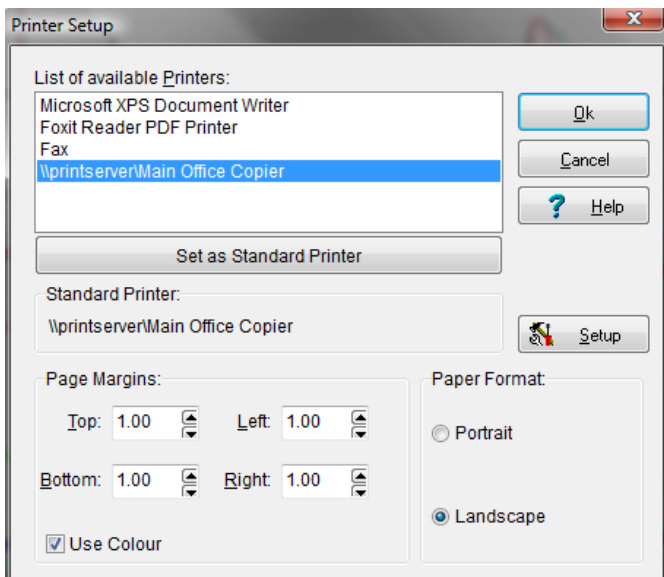 Printer Setup
X
List of available Printers:
Microsoft XPS Document Writer
Foxit Reader PDF Printer
Fax
\\printserver\Main Office Copier
Ok
Cancel
? Help
Set as Standard Printer
Standard Printer:
\\printserver\Main Office Copier
Setup
Page Margins:
Top: 1.00 Left: 1.00
Bottom: 1.00 Right: 1.00
Use Colour
Paper Format:
Portrait
Landscape